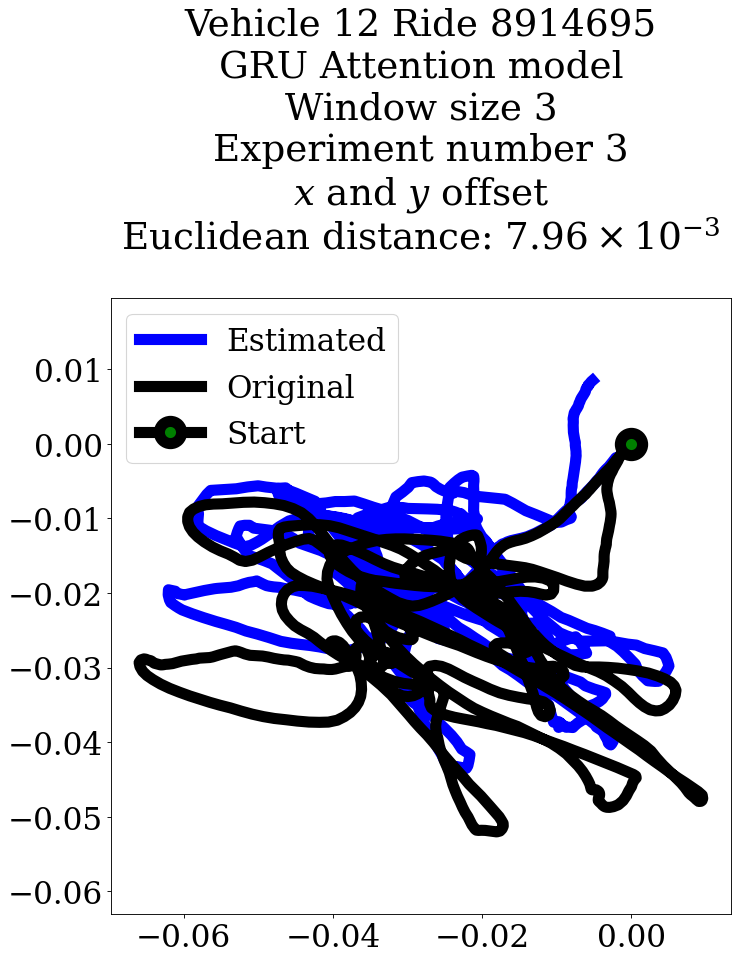 Vehicle 12 Ride 8914695
GRU Attention model
Window size 3
Experiment number 3
x and y offset
Euclidean distance: 7.96 × 10⁻³
Estimated
Original
Start
0.01
0.00
−0.01
−0.02
−0.03
−0.04
−0.05
−0.06
−0.06 −0.04 −0.02 0.00